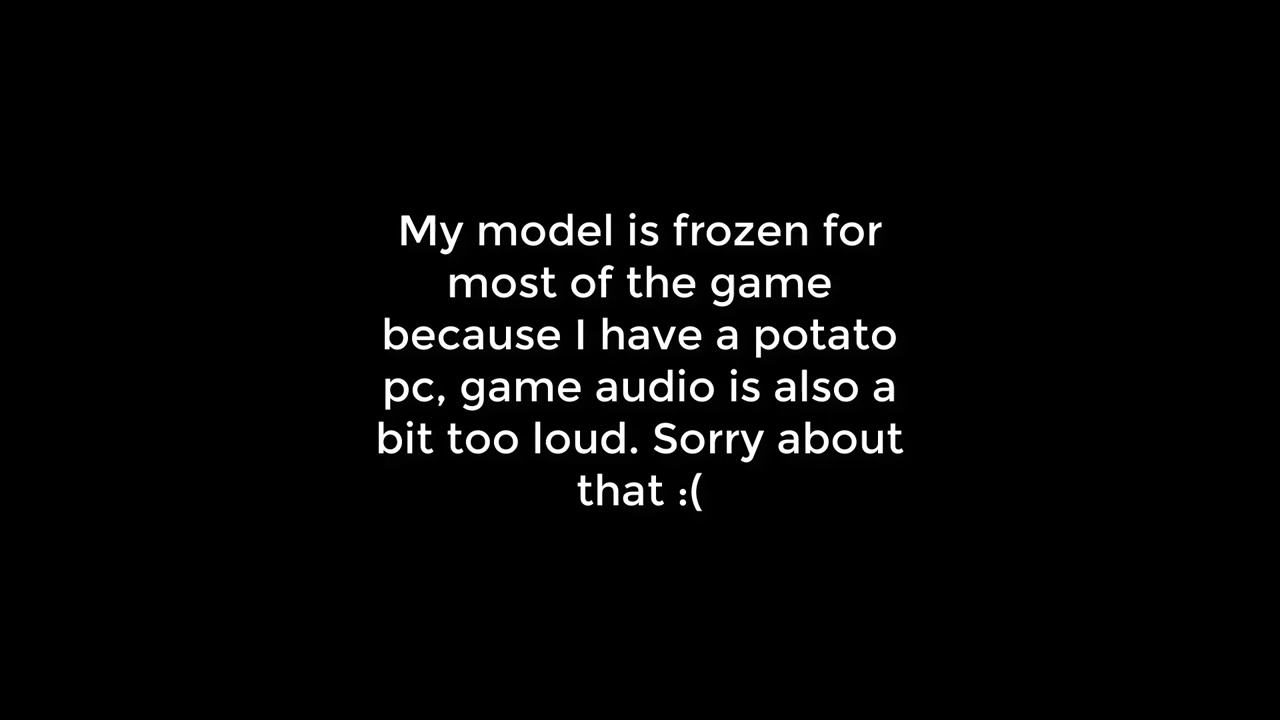 My model is frozen for
most of the game
because I have a potato
pc, game audio is also a
bit too loud. Sorry about
that :(